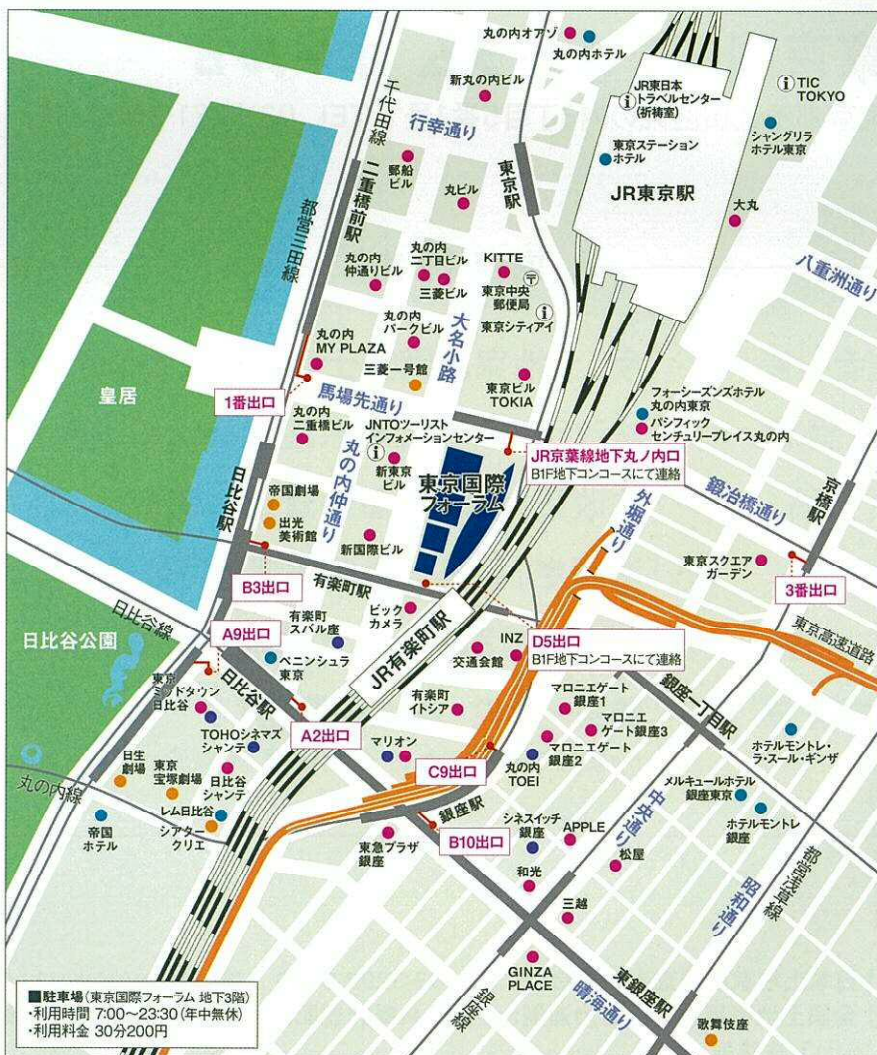 丸の内オアゾ
丸の内ホテル
新丸の内ビル
JR東日本
トラベルセンター
(祈祷室)
TIC
TOKYO
東京ステーション
ホテル
シャングリラ
ホテル東京
千代田線
行幸通り
郵船
ビル
東京駅
JR東京駅
二重橋前駅
丸ビル
大丸
都営三田線
丸の内
仲通りビル
丸の内
二丁目ビル
三菱ビル
KITTE
東京中央
郵便局
東京シティアイ
八重洲通り
丸の内
パークビル
大名小路
丸の内
MY PLAZA
三菱一号館
東京ビル
TOKIA
皇居
1番出口
馬場先通り
フォーシーズンズホテル
丸の内東京
パシフィック
センチュリープレイス丸の内
丸の内
二重橋ビル
JNTOツーリスト
インフォメーションセンター
丸の内仲通り
新東京
ビル
東京国際
フォーラム
JR京葉線地下丸ノ内口
B1F地下コンコースにて連絡
日比谷駅
外堀通り
鍛冶橋通り
京橋駅
帝国劇場
出光
美術館
新国際ビル
東京スクエア
ガーデン
3番出口
B3出口
有楽町駅
日比谷線
ビック
カメラ
日比谷公園
A9出口
有楽町
スバル座
JR有楽町駅
D5出口
B1F地下コンコースにて連絡
東京高速道路
ペニンシュラ
東京
INZ
交通会館
東京
ミッドタウン
日比谷
日比谷駅
銀座一丁目駅
有楽町
イトシア
マロニエゲート
銀座1
マロニエ
ゲート銀座3
マロニエゲート
銀座2
A2出口
TOHOシネマズ
シャンテ
マリオン
C9出口
丸の内
TOEI
ホテルモントレ・
ラ・スール・ギンザ
日生
劇場
東京
宝塚劇場
日比谷
シャンテ
丸の内線
銀座駅
中央通り
メルキュールホテル
銀座東京
ホテルモントレ
銀座
レム日比谷
シアター
クリエ
帝国
ホテル
シネスイッチ
銀座
APPLE
B10出口
東急プラザ
銀座
松屋
昭和通り
都営浅草線
和光
三越
GINZA
PLACE
東銀座駅
銀座線
晴海通り
歌舞伎座
■駐車場(東京国際フォーラム 地下3階)
・利用時間 7:00〜23:30(年中無休)
・利用料金 30分200円